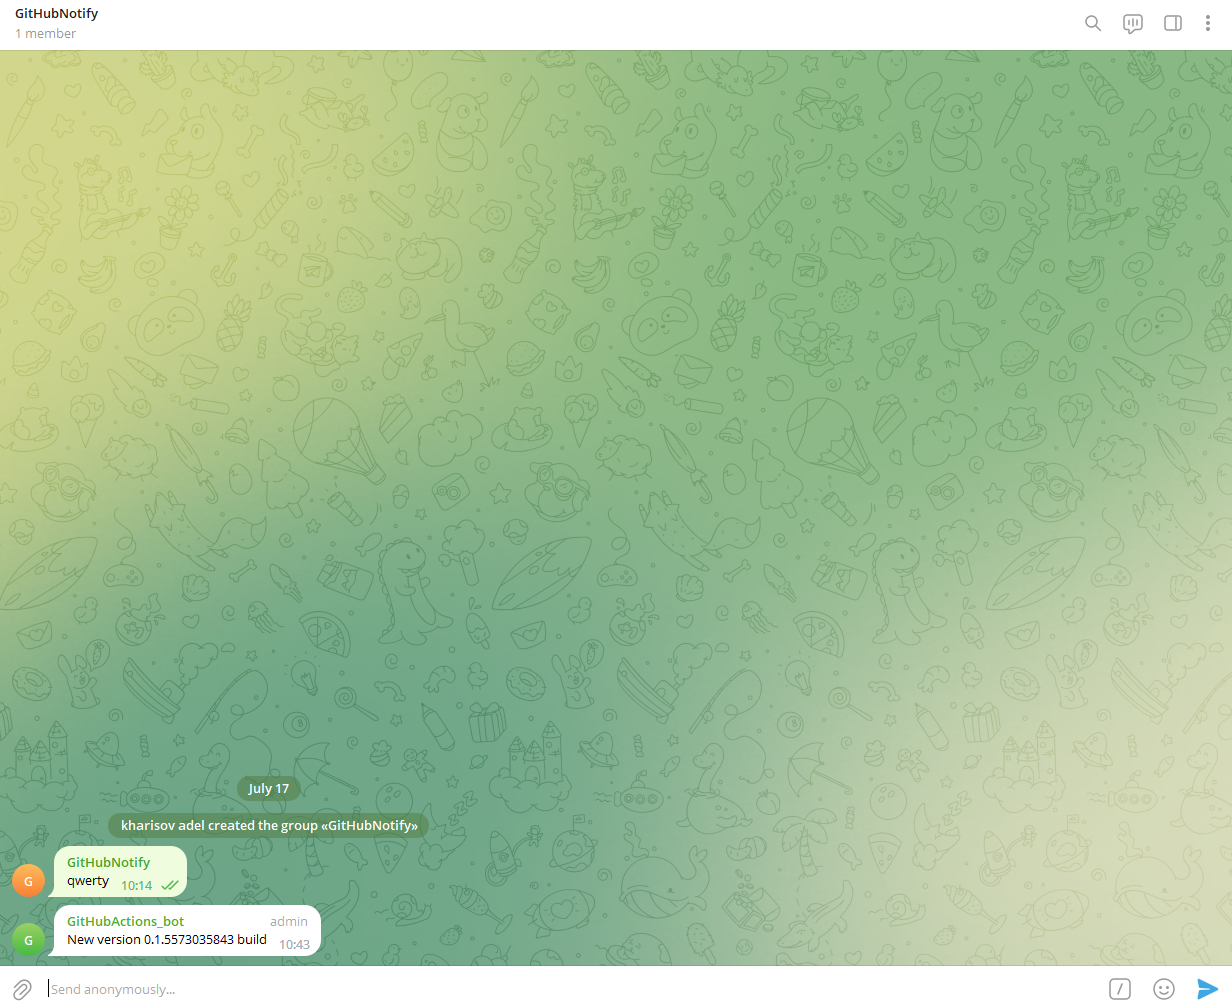 GitHubNotify
1 member
July 17
kharisov adel created the group «GitHubNotify»
GitHubNotify
G
qwerty 10:14
GitHubActions_bot admin
G
New version 0.1.5573035843 build 10:43
Send anonymously...